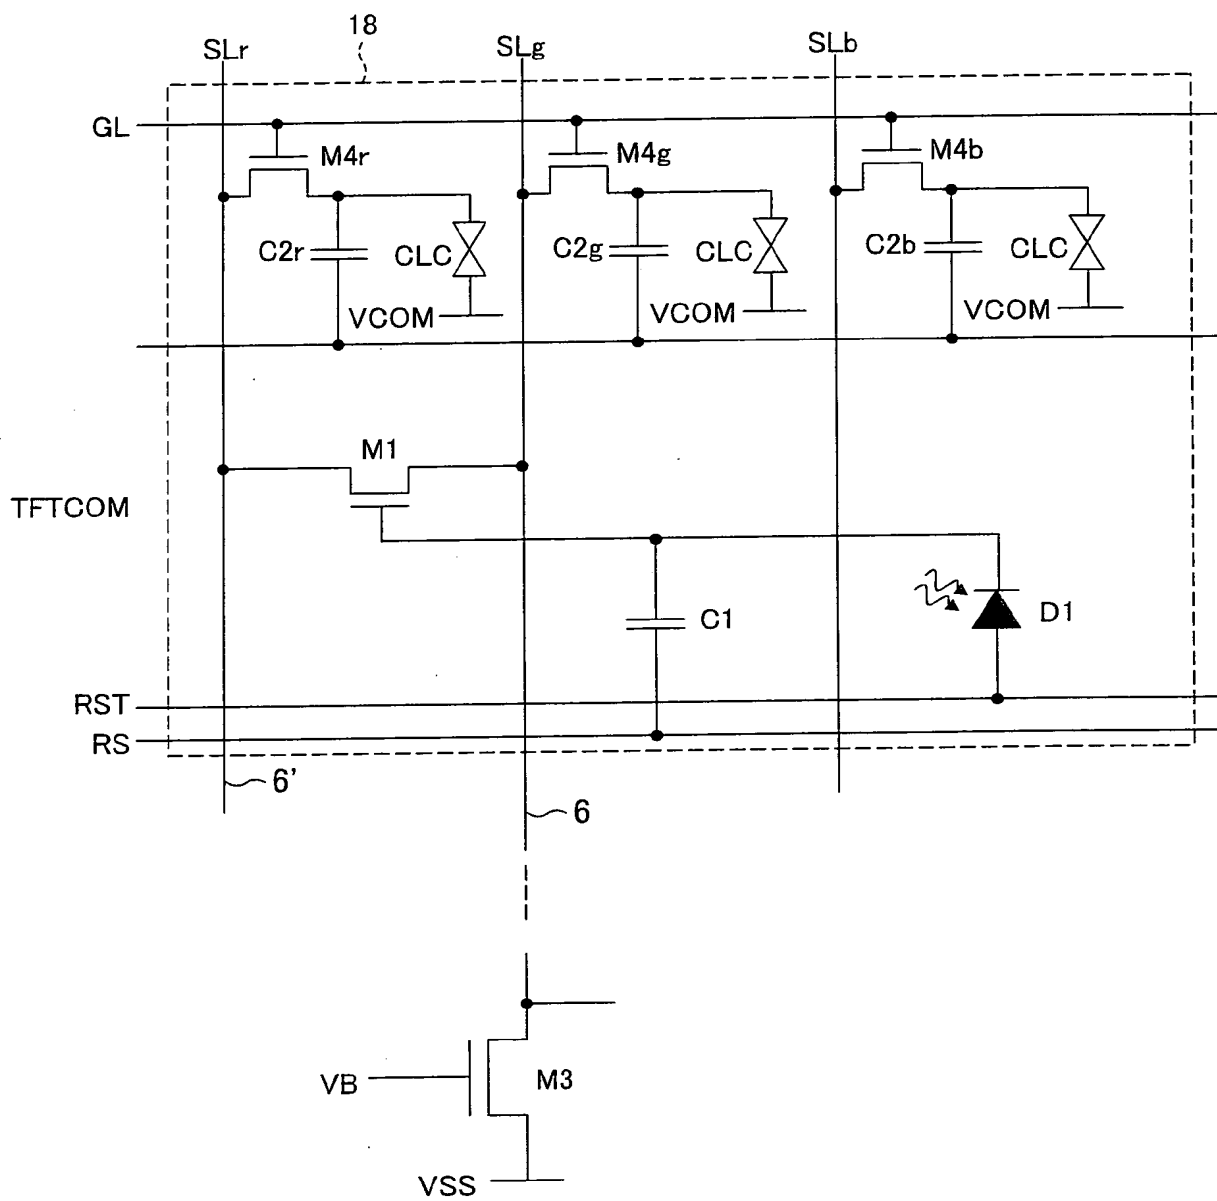 18
SLr SLg SLb
GL
M4r M4g M4b
C2r CLC C2g CLC C2b CLC
VCOM VCOM VCOM
M1
TFTCOM
C1 D1
RST
RS
6’ 6
VB M3
VSS